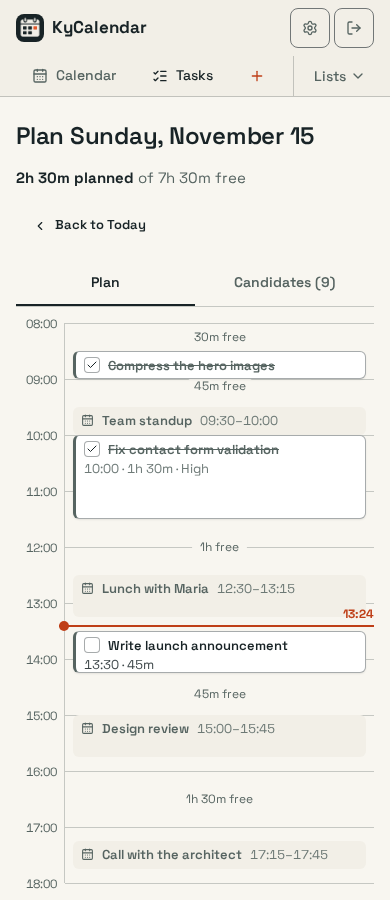 KyCalendar
Calendar
Tasks
+
Lists
Plan Sunday, November 15
2h 30m planned of 7h 30m free
Back to Today
Plan
Candidates (9)
08:00
30m free
Compress the hero images
09:00
45m free
Team standup 09:30–10:00
10:00
Fix contact form validation
10:00 · 1h 30m · High
11:00
12:00
1h free
Lunch with Maria 12:30–13:15
13:00
13:24
Write launch announcement
13:30 · 45m
14:00
45m free
15:00
Design review 15:00–15:45
16:00
1h 30m free
17:00
Call with the architect 17:15–17:45
18:00